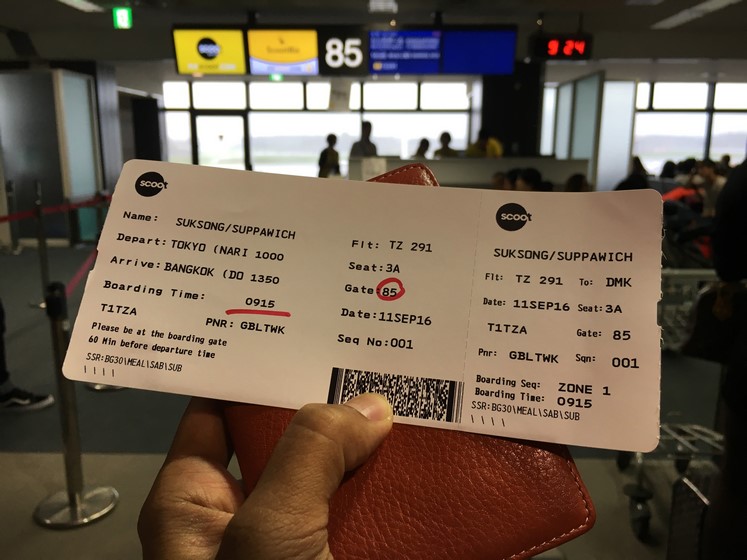 85
9:24
scoot
Name: SUKSONG/SUPPAWICH
Depart: TOKYO (NARI 1000
Arrive: BANGKOK (DO 1350
Boarding Time: 0915
T1TZA
PNR: GBLTWK
Please be at the boarding gate
60 Min before departure time
SSR:BG30\MEAL\SAB\SUB
\ \ \ \
Flt: TZ 291
Seat:3A
Gate:85
Date:11SEP16
Seq No:001
scoot
SUKSONG/SUPPAWICH
Flt: TZ 291 To: DMK
Date: 11SEP16 Seat:3A
T1TZA Gate: 85
Pnr: GBLTWK Sqn: 001
Boarding Seq: ZONE 1
Boarding Time: 0915
SSR:BG30\MEAL\SAB\SUB
\ \ \ \